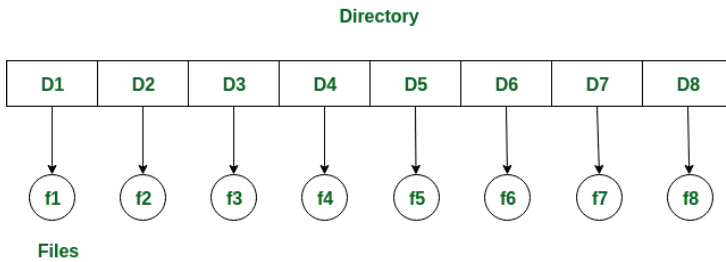 Directory
D1 D2 D3 D4 D5 D6 D7 D8
f1 f2 f3 f4 f5 f6 f7 f8
Files